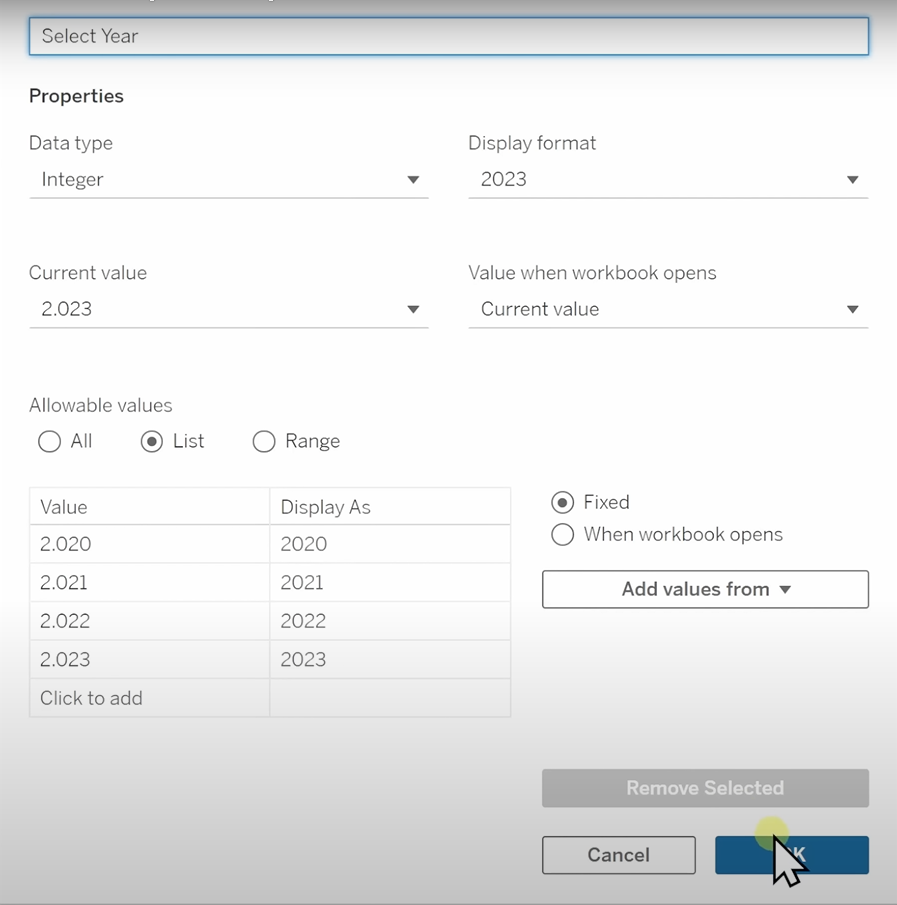 Select Year
Properties
Data type
Display format
Integer
2023
Current value
Value when workbook opens
2.023
Current value
Allowable values
All List Range
Value Display As
2.020 2020
2.021 2021
2.022 2022
2.023 2023
Click to add
Fixed
When workbook opens
Add values from
Remove Selected
Cancel